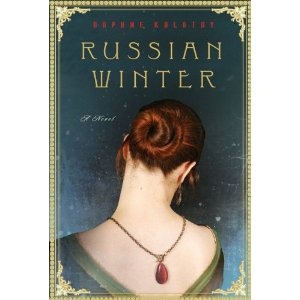 DAPHNE KALOTAY
RUSSIAN
WINTER
A Novel